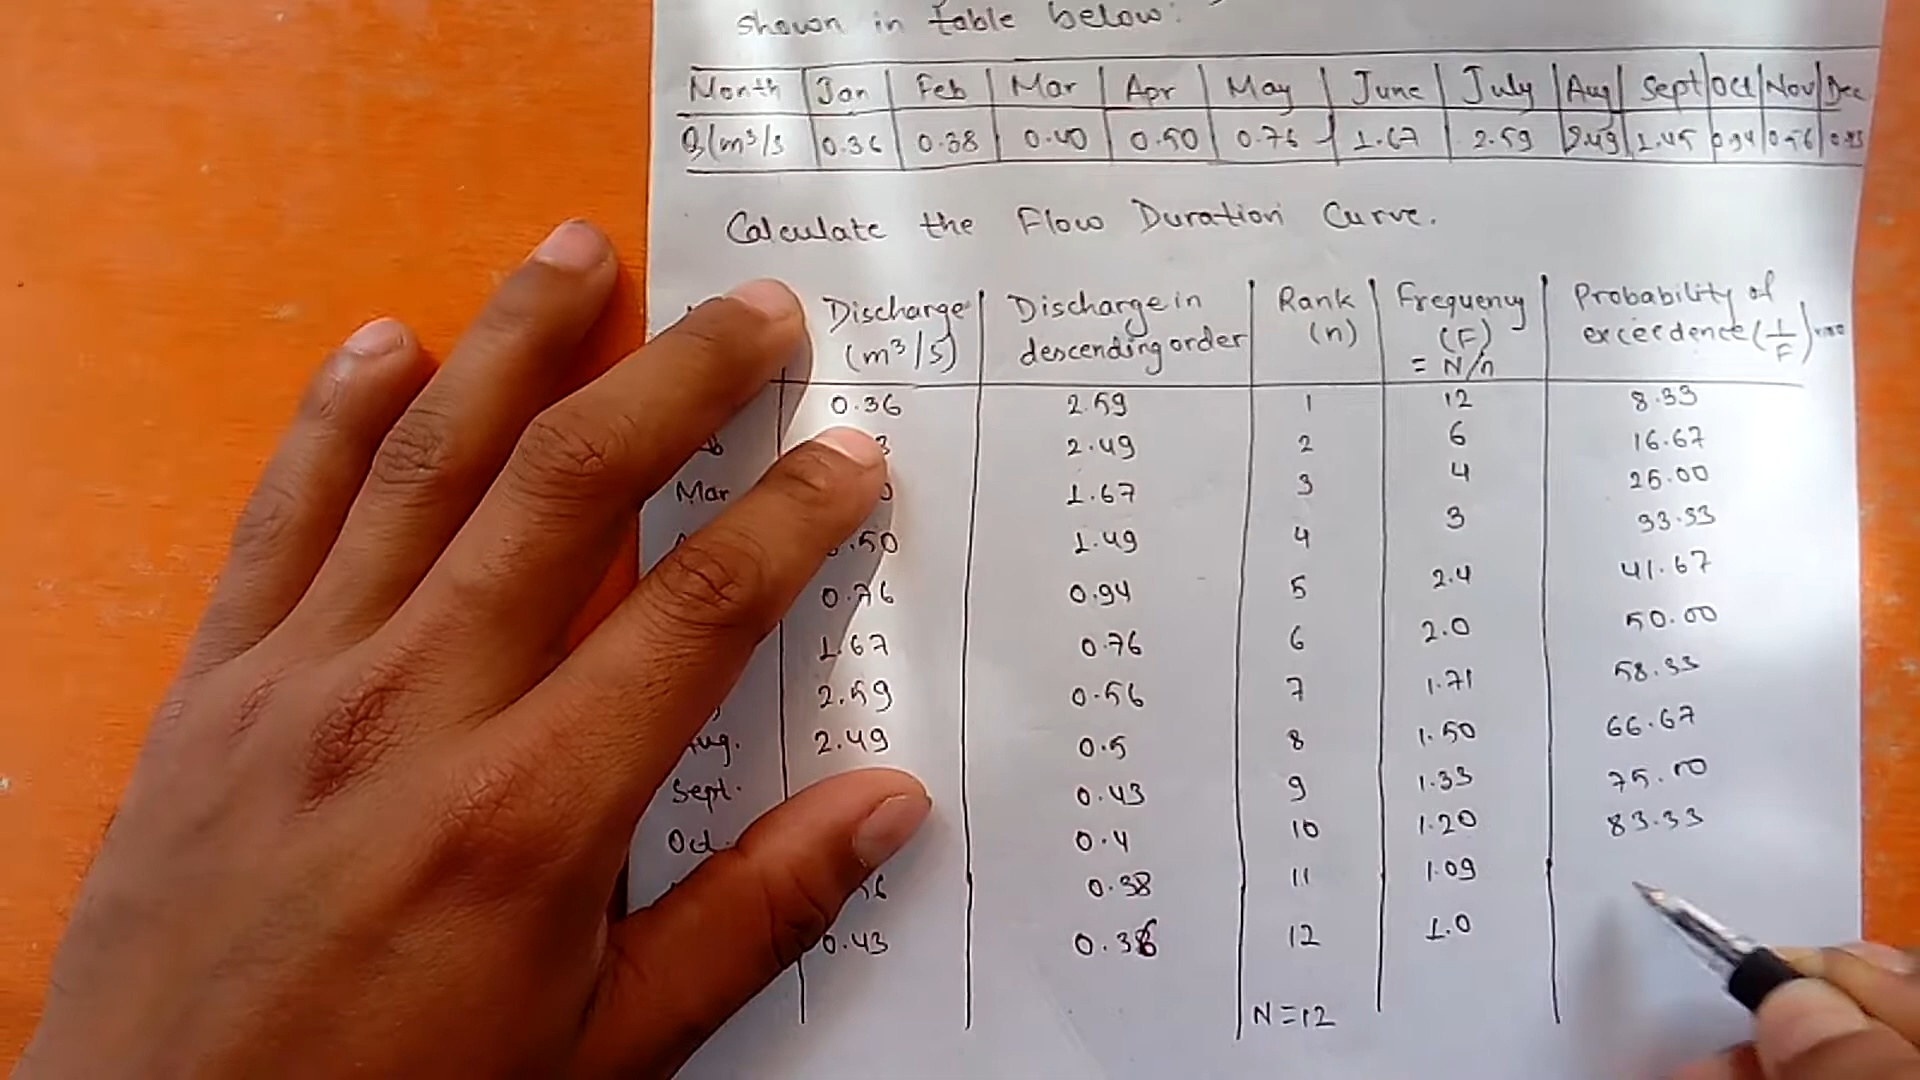 shown in table below:
Month Jan Feb Mar Apr May June July Aug Sept Oct Nov Dec
Q(m³/s 0.36 0.38 0.40 0.50 0.76 1.67 2.59 2.49 1.45 0.94 0.56 0.43
Calculate the Flow Duration Curve.
Discharge Discharge in Rank Frequency Probability of
(m³/s) descending order (n) (F) exceedence (1/F)×100
= N/n
0.36 2.59 1 12 8.33
2.49 2 6 16.67
Mar 1.67 3 4 25.00
.50 1.49 4 3 33.33
0.76 0.94 5 2.4 41.67
1.67 0.76 6 2.0 50.00
2.59 0.56 7 1.71 58.33
Aug. 2.49 0.5 8 1.50 66.67
Sept. 0.43 9 1.33 75.00
Oct. 0.4 10 1.20 83.33
0.38 11 1.09
0.43 0.36 12 1.0
N=12